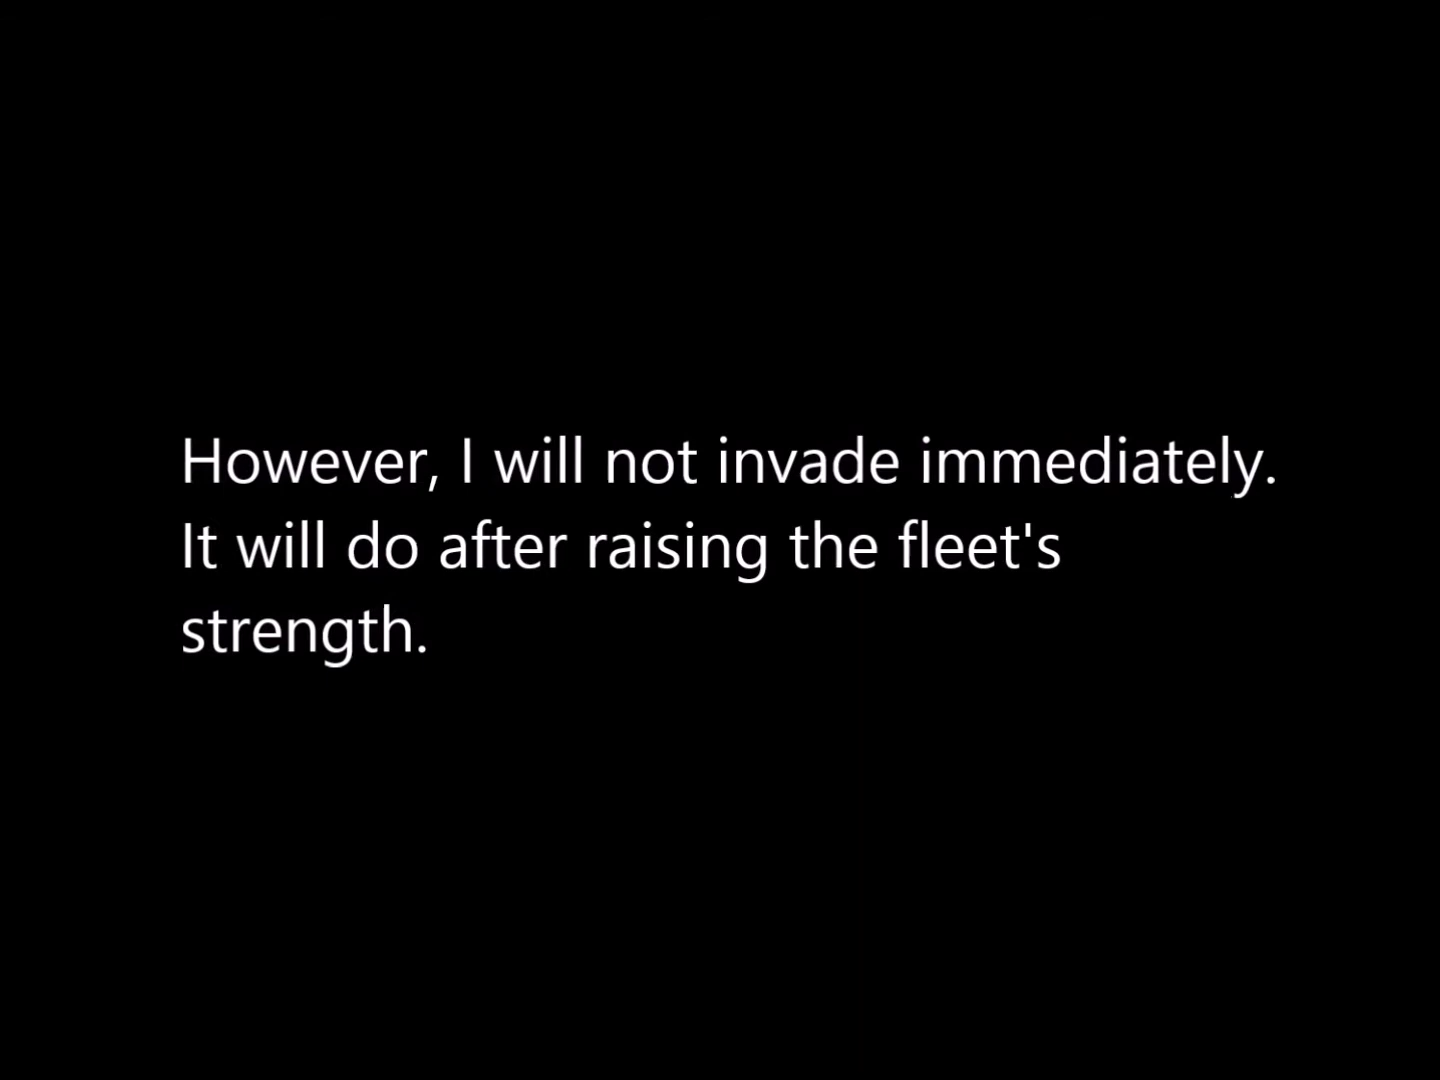 However, I will not invade immediately.
It will do after raising the fleet's
strength.